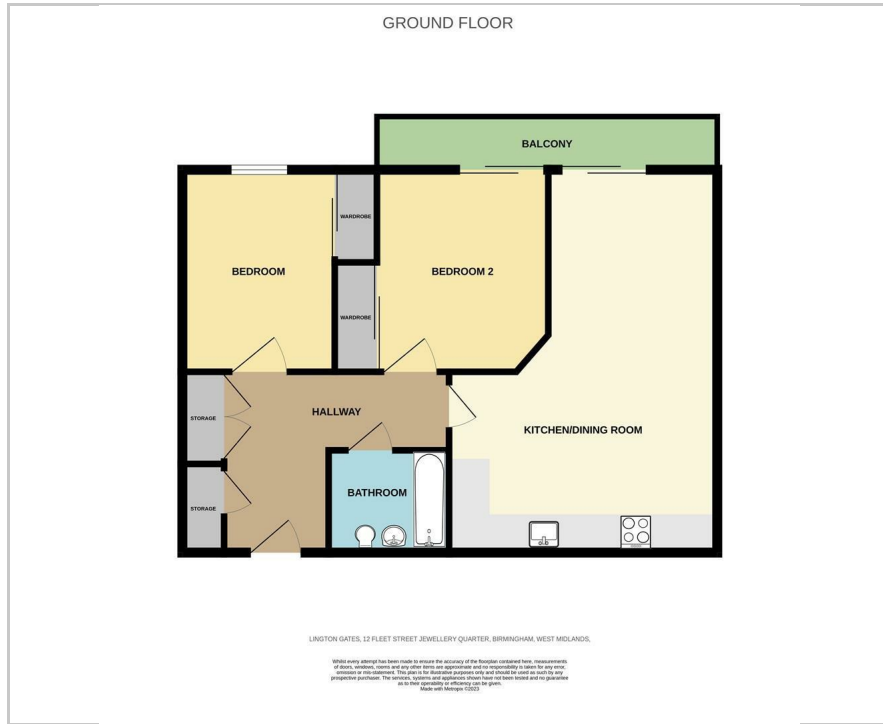 GROUND FLOOR
BALCONY
WARDROBE
BEDROOM
BEDROOM 2
WARDROBE
HALLWAY
STORAGE
KITCHEN/DINING ROOM
BATHROOM
STORAGE
LINGTON GATES, 12 FLEET STREET JEWELLERY QUARTER, BIRMINGHAM, WEST MIDLANDS,
Whilst every attempt has been made to ensure the accuracy of the floorplan contained here, measurements
of doors, windows, rooms and any other items are approximate and no responsibility is taken for any error,
omission or mis-statement. This plan is for illustrative purposes only and should be used as such by any
prospective purchaser. The services, systems and appliances shown have not been tested and no guarantee
as to their operability or efficiency can be given.
Made with Metropix ©2023